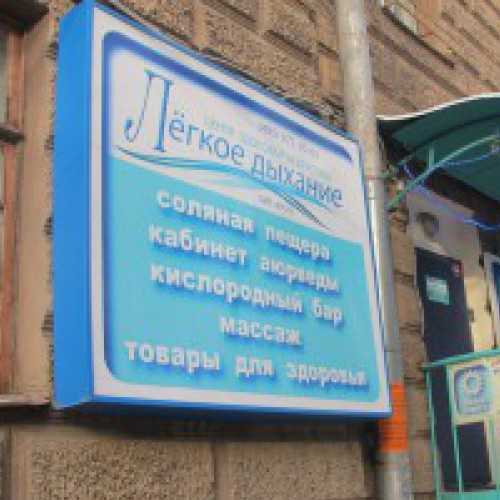 Лёгкое дыхание
соляная пещера
кабинет аюрведы
кислородный бар
массаж
товары для здоровья